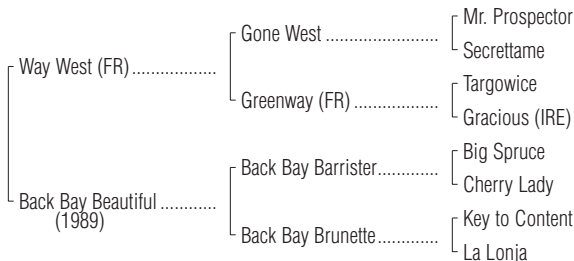 Mr. Prospector
Gone West ........................
Secrettame
Way West (FR) ..................
Targowice
Greenway (FR) ..................
Gracious (IRE)
Big Spruce
Back Bay Barrister.............
Cherry Lady
Back Bay Beautiful ............
(1989)
Key to Content
Back Bay Brunette.............
La Lonja